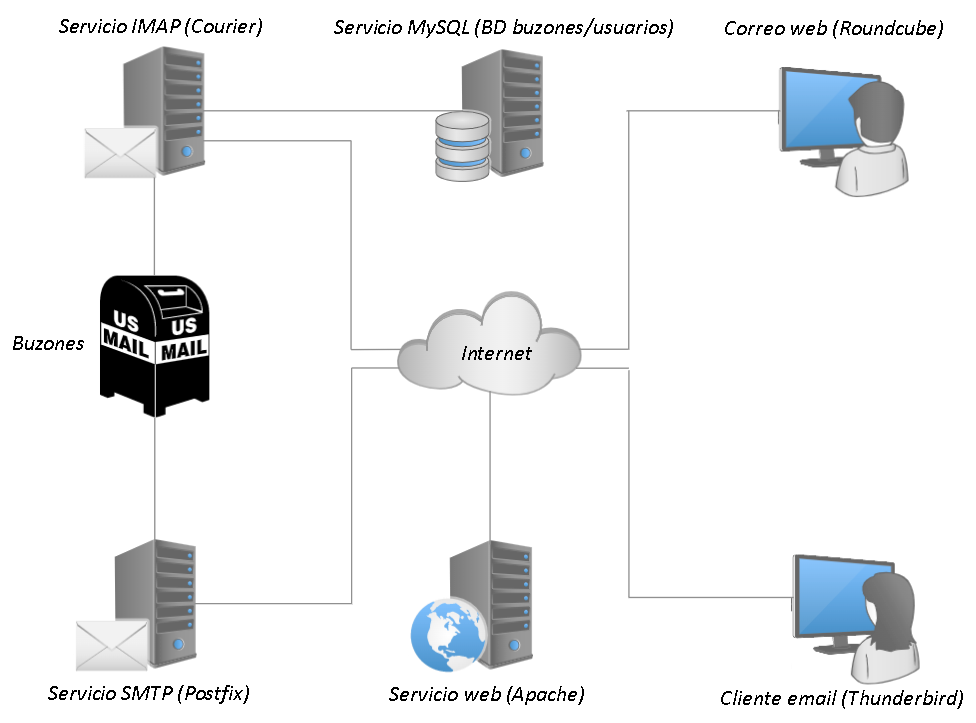 Servicio IMAP (Courier)
Servicio MySQL (BD buzones/usuarios)
Correo web (Roundcube)
US
MAIL
US
MAIL
Buzones
Internet
Servicio SMTP (Postfix)
Servicio web (Apache)
Cliente email (Thunderbird)